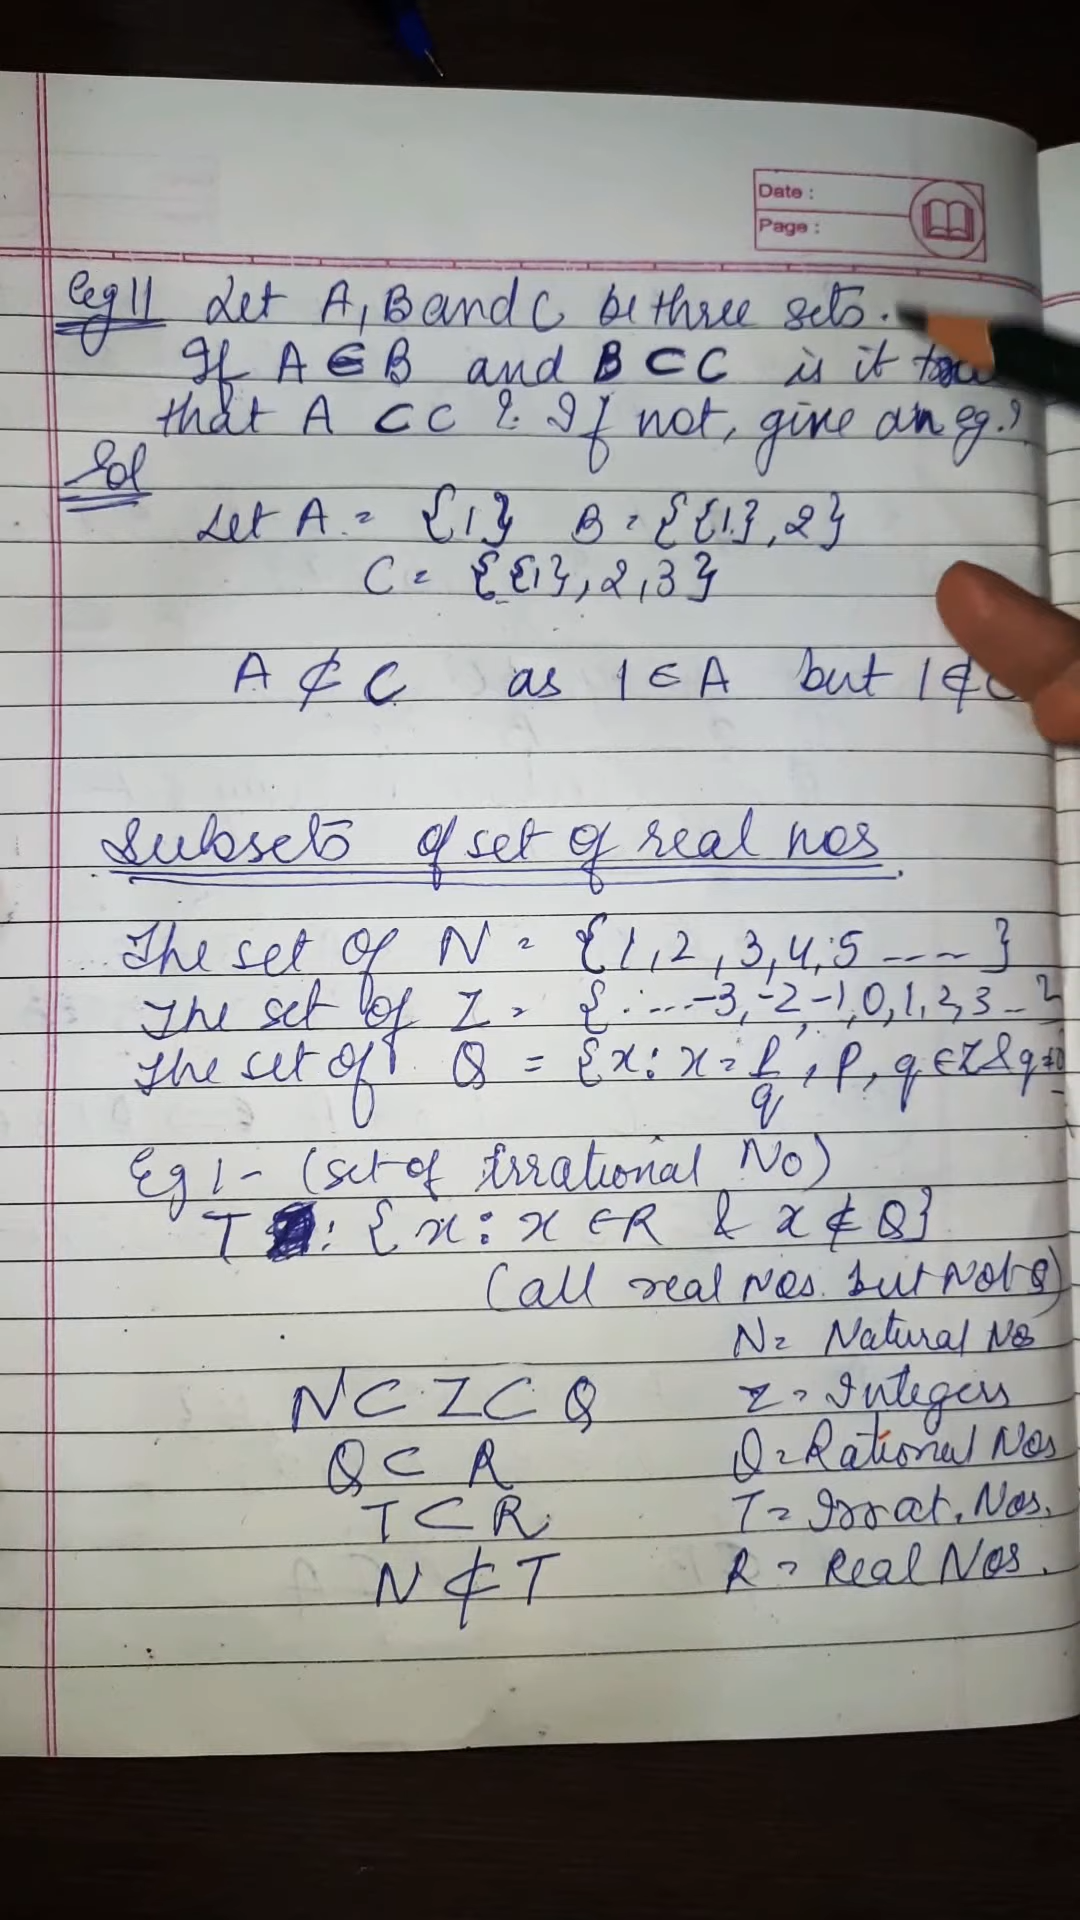 Date :
Page :
Eg 11 Let A, B and C be three sets.
If A ∈ B and B ⊂ C is it
that A ⊂ C ? If not, give an eg.?
Sol
Let A = {1} B = {{1}, 2}
C = {{1}, 2, 3}
A ⊄ C as 1 ∈ A but 1 ∉ C
Subsets of set of real nos.
The set of N = {1, 2, 3, 4, 5 ---- }
The set of Z = {.....-3, -2 -1, 0, 1, 2, 3 -- }
The set of Q = {x : x = p/q, p, q ∈ Z & q ≠ 0
Eg 1- (set of irrational No)
T : {x : x ∈ R & x ∉ Q}
(all real Nos. but Not Q)
N = Natural No
N ⊂ Z ⊂ Q Z = Integers
Q ⊂ R Q = Rational Nos
T ⊂ R T = Irrat. Nos.
N ⊄ T R = Real Nos.